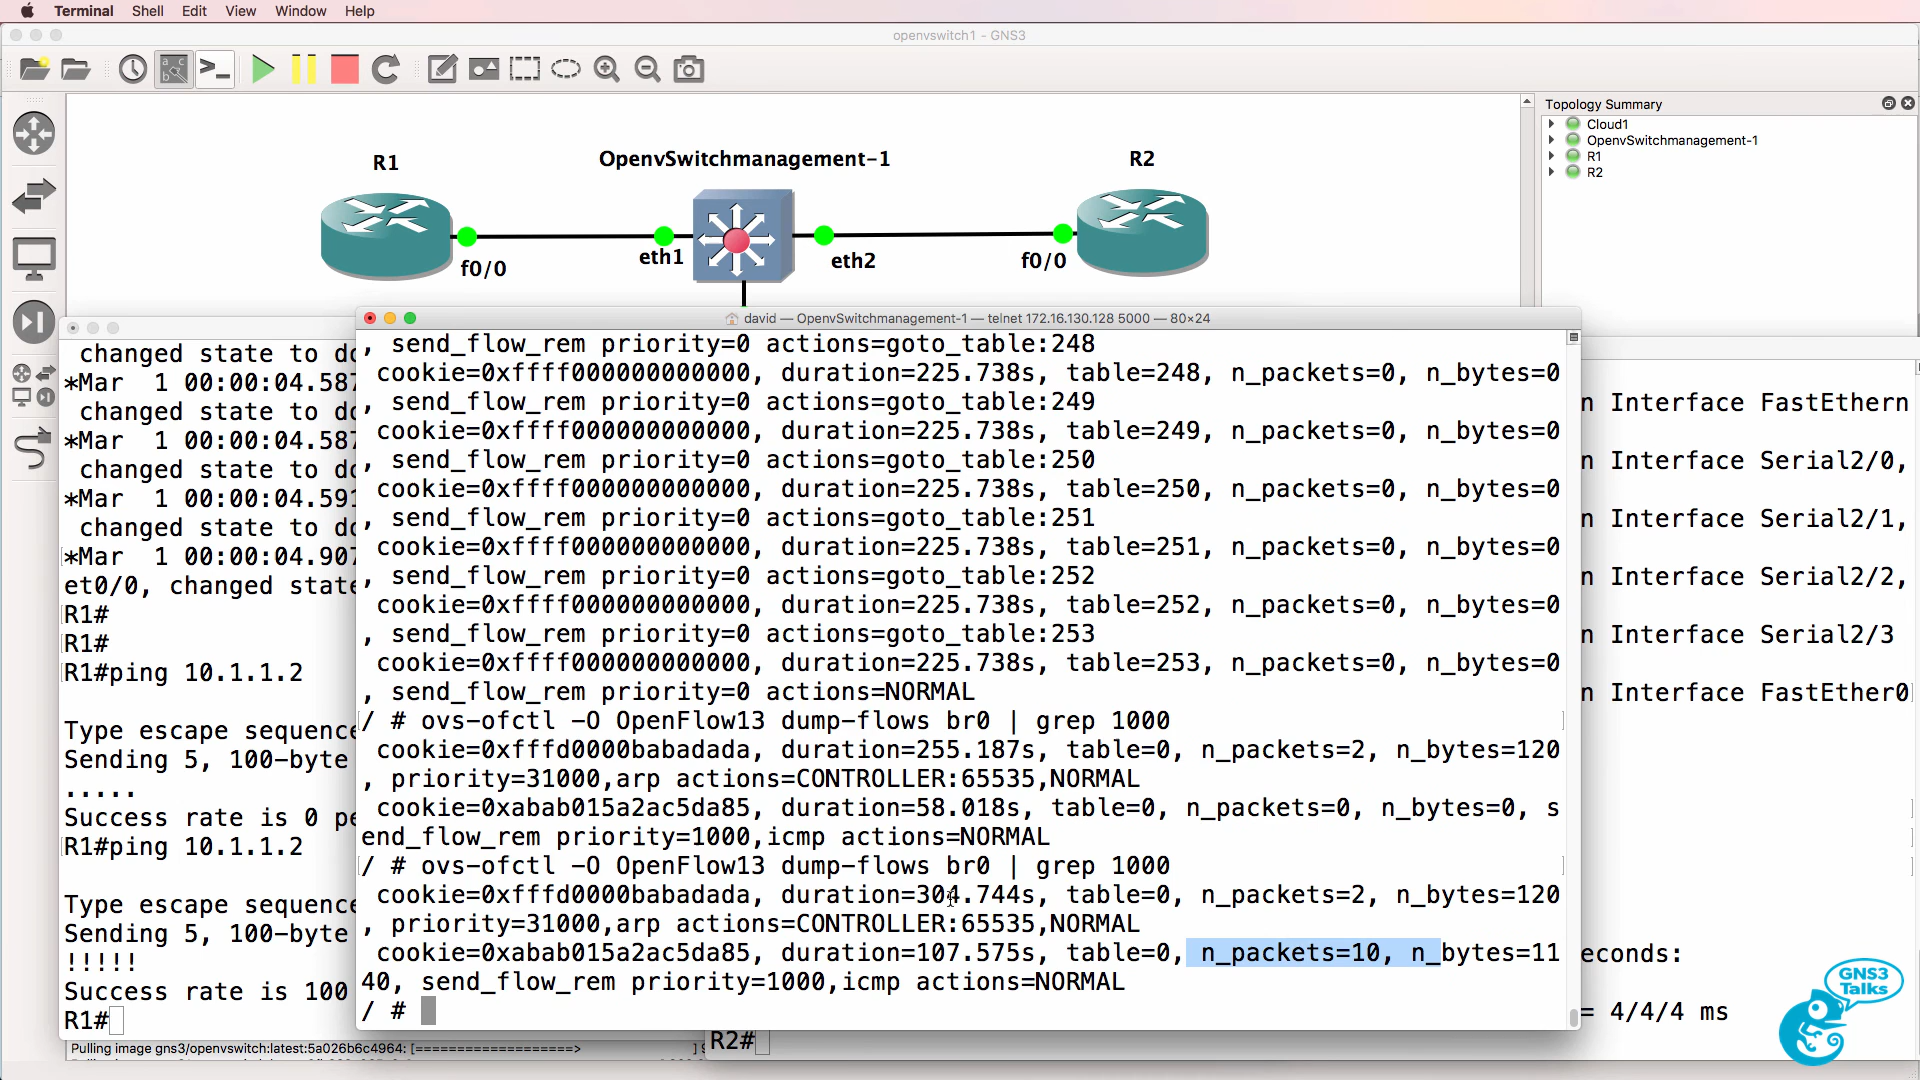 Terminal Shell Edit View Window Help
openvswitch1 - GNS3
Topology Summary
Cloud1
OpenvSwitchmanagement-1
R1
R2
R1
OpenvSwitchmanagement-1
R2
f0/0
eth1
eth2
f0/0
changed state to do
*Mar  1 00:00:04.587
changed state to do
*Mar  1 00:00:04.587
changed state to do
*Mar  1 00:00:04.591
changed state to do
*Mar  1 00:00:04.907
et0/0, changed state
R1#
R1#
R1#ping 10.1.1.2
Type escape sequence
Sending 5, 100-byte
.....
Success rate is 0 pe
R1#ping 10.1.1.2
Type escape sequence
Sending 5, 100-byte
!!!!!
Success rate is 100
R1#
david — OpenvSwitchmanagement-1 — telnet 172.16.130.128 5000 — 80×24
, send_flow_rem priority=0 actions=goto_table:248
cookie=0xffff000000000000, duration=225.738s, table=248, n_packets=0, n_bytes=0
, send_flow_rem priority=0 actions=goto_table:249
cookie=0xffff000000000000, duration=225.738s, table=249, n_packets=0, n_bytes=0
, send_flow_rem priority=0 actions=goto_table:250
cookie=0xffff000000000000, duration=225.738s, table=250, n_packets=0, n_bytes=0
, send_flow_rem priority=0 actions=goto_table:251
cookie=0xffff000000000000, duration=225.738s, table=251, n_packets=0, n_bytes=0
, send_flow_rem priority=0 actions=goto_table:252
cookie=0xffff000000000000, duration=225.738s, table=252, n_packets=0, n_bytes=0
, send_flow_rem priority=0 actions=goto_table:253
cookie=0xffff000000000000, duration=225.738s, table=253, n_packets=0, n_bytes=0
, send_flow_rem priority=0 actions=NORMAL
/ # ovs-ofctl -O OpenFlow13 dump-flows br0 | grep 1000
cookie=0xfffd0000babadada, duration=255.187s, table=0, n_packets=2, n_bytes=120
, priority=31000,arp actions=CONTROLLER:65535,NORMAL
cookie=0xabab015a2ac5da85, duration=58.018s, table=0, n_packets=0, n_bytes=0, s
end_flow_rem priority=1000,icmp actions=NORMAL
/ # ovs-ofctl -O OpenFlow13 dump-flows br0 | grep 1000
cookie=0xfffd0000babadada, duration=304.744s, table=0, n_packets=2, n_bytes=120
, priority=31000,arp actions=CONTROLLER:65535,NORMAL
cookie=0xabab015a2ac5da85, duration=107.575s, table=0, n_packets=10, n_bytes=11
40, send_flow_rem priority=1000,icmp actions=NORMAL
/ #
n Interface FastEthern
n Interface Serial2/0,
n Interface Serial2/1,
n Interface Serial2/2,
n Interface Serial2/3
n Interface FastEther0
econds:
= 4/4/4 ms
R2#
Pulling image gns3/openvswitch:latest:5a026b6c4964: [===================>
GNS3
Talks